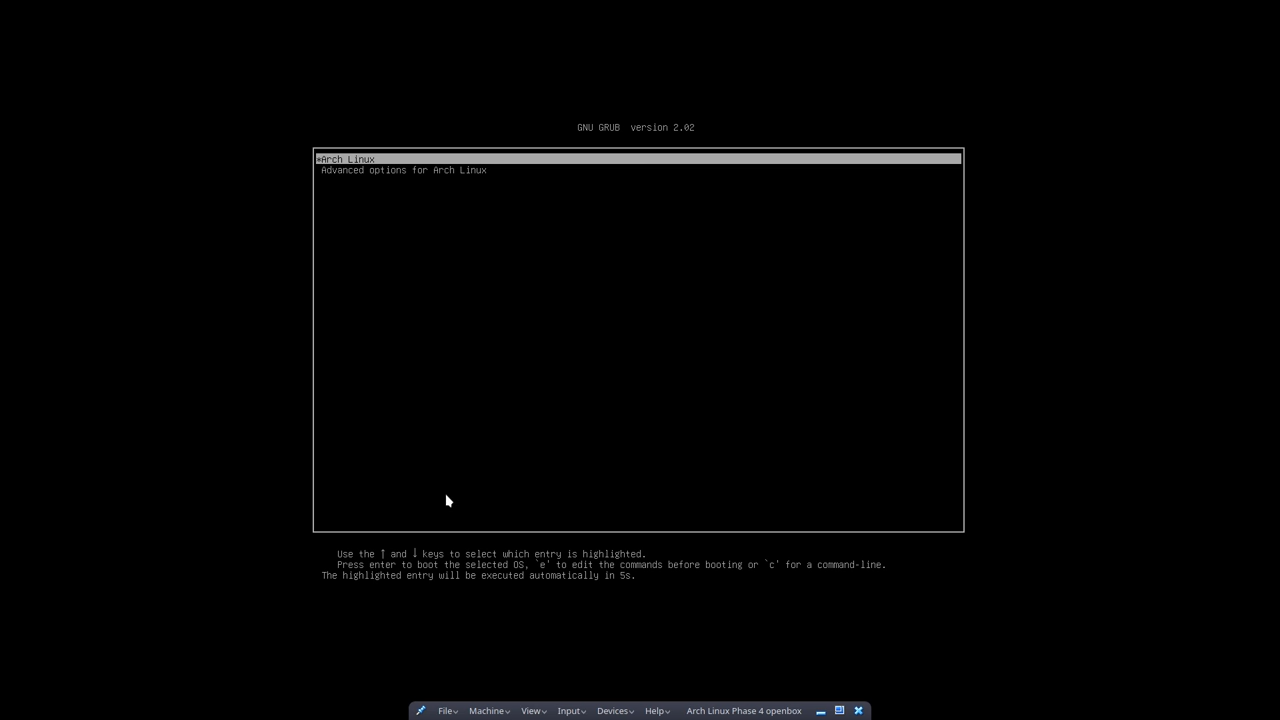 GNU GRUB  version 2.02
*Arch Linux
Advanced options for Arch Linux
Use the ↑ and ↓ keys to select which entry is highlighted.
Press enter to boot the selected OS, `e' to edit the commands before booting or `c' for a command-line.
The highlighted entry will be executed automatically in 5s.
File Machine View Input Devices Help Arch Linux Phase 4 openbox